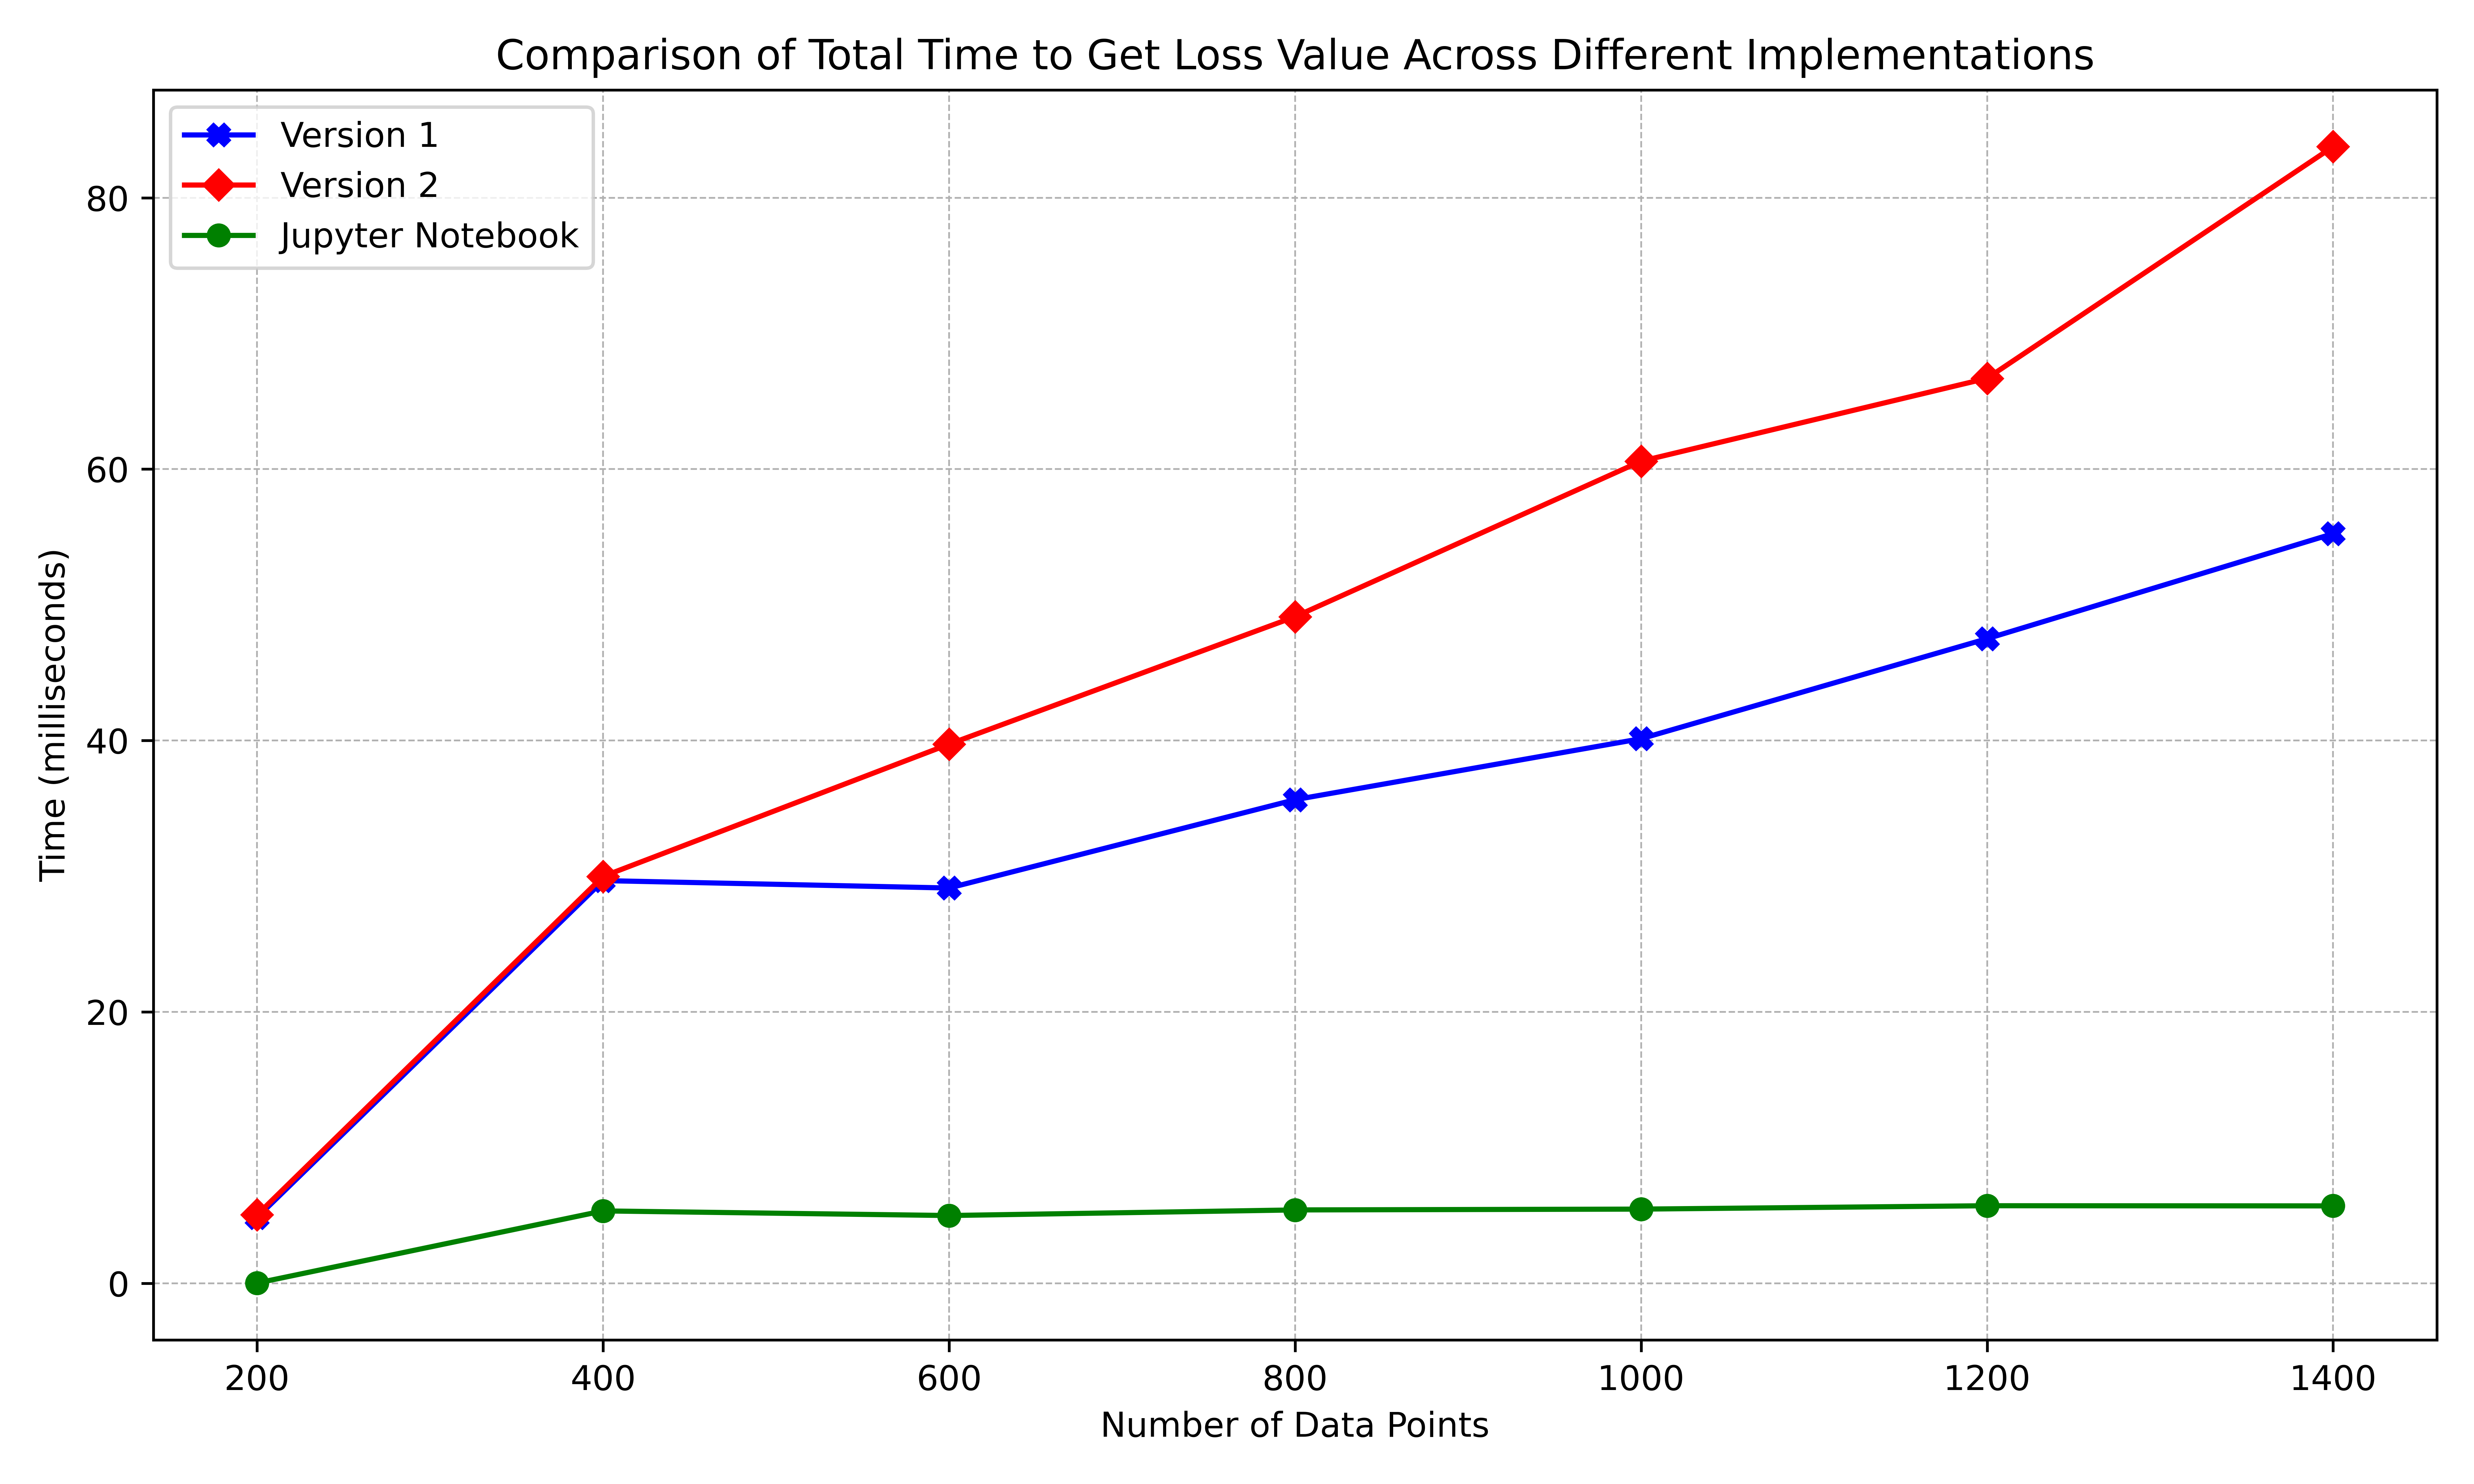 Comparison of Total Time to Get Loss Value Across Different Implementations
Version 1
Version 2
Jupyter Notebook
80
60
40
20
0
Time (milliseconds)
200 400 600 800 1000 1200 1400
Number of Data Points